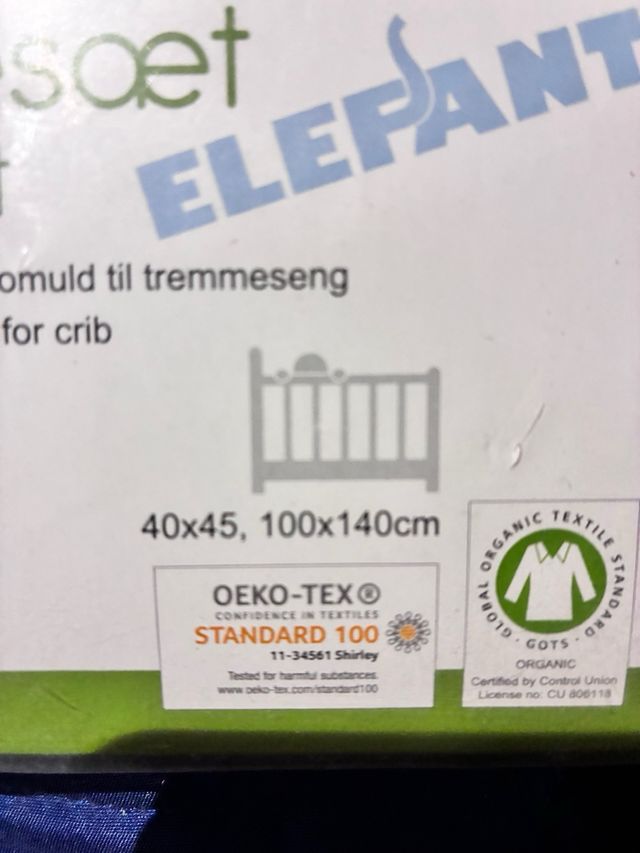 sæt
ELEFANT
omuld til tremmeseng
for crib
40x45, 100x140cm
OEKO-TEX®
CONFIDENCE IN TEXTILES
STANDARD 100
11-34561 Shirley
Tested for harmful substances.
www.oeko-tex.com/standard100
GLOBAL ORGANIC TEXTILE STANDARD
· GOTS ·
ORGANIC
Certified by Control Union
License no: CU 806118